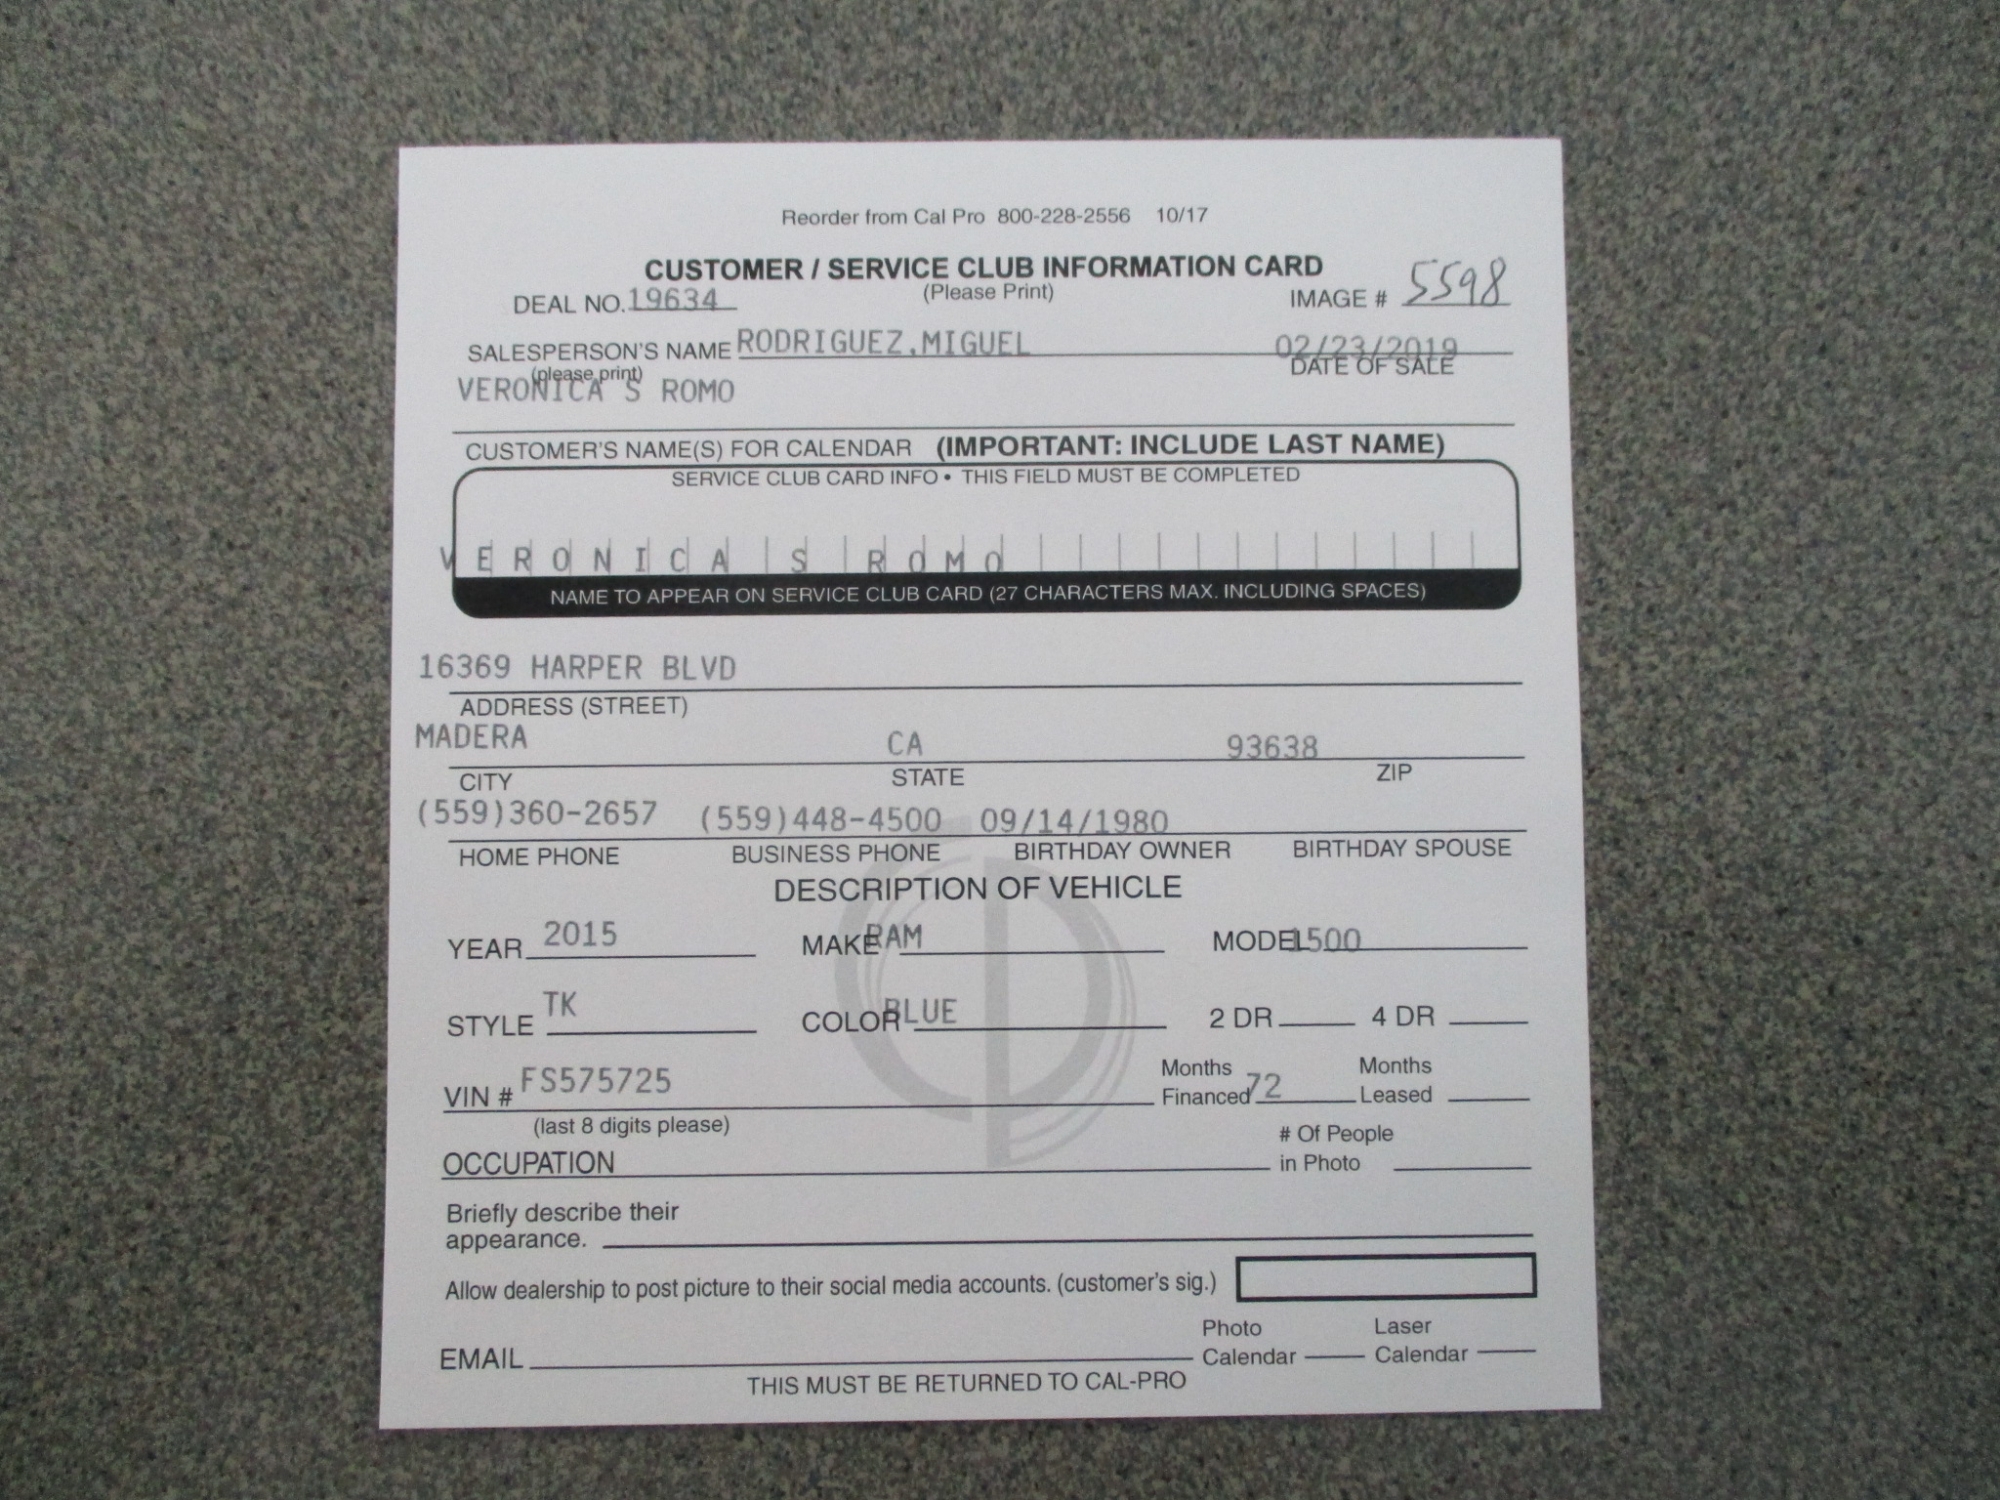 Reorder from Cal Pro 800-228-2556 10/17
CUSTOMER / SERVICE CLUB INFORMATION CARD
(Please Print)
DEAL NO. 19634 IMAGE # 5598
SALESPERSON'S NAME RODRIGUEZ,MIGUEL 02/23/2019
(please print) DATE OF SALE
VERONICA S ROMO
CUSTOMER'S NAME(S) FOR CALENDAR (IMPORTANT: INCLUDE LAST NAME)
SERVICE CLUB CARD INFO • THIS FIELD MUST BE COMPLETED
VERONICA S ROMO
NAME TO APPEAR ON SERVICE CLUB CARD (27 CHARACTERS MAX. INCLUDING SPACES)
16369 HARPER BLVD
ADDRESS (STREET)
MADERA CA 93638
CITY STATE ZIP
(559)360-2657 (559)448-4500 09/14/1980
HOME PHONE BUSINESS PHONE BIRTHDAY OWNER BIRTHDAY SPOUSE
DESCRIPTION OF VEHICLE
YEAR 2015 MAKE RAM MODEL 1500
STYLE TK COLOR BLUE 2 DR 4 DR
VIN # FS575725 Months Financed 72 Months Leased
(last 8 digits please)
OCCUPATION # Of People in Photo
Briefly describe their
appearance.
Allow dealership to post picture to their social media accounts. (customer's sig.)
EMAIL Photo Calendar Laser Calendar
THIS MUST BE RETURNED TO CAL-PRO